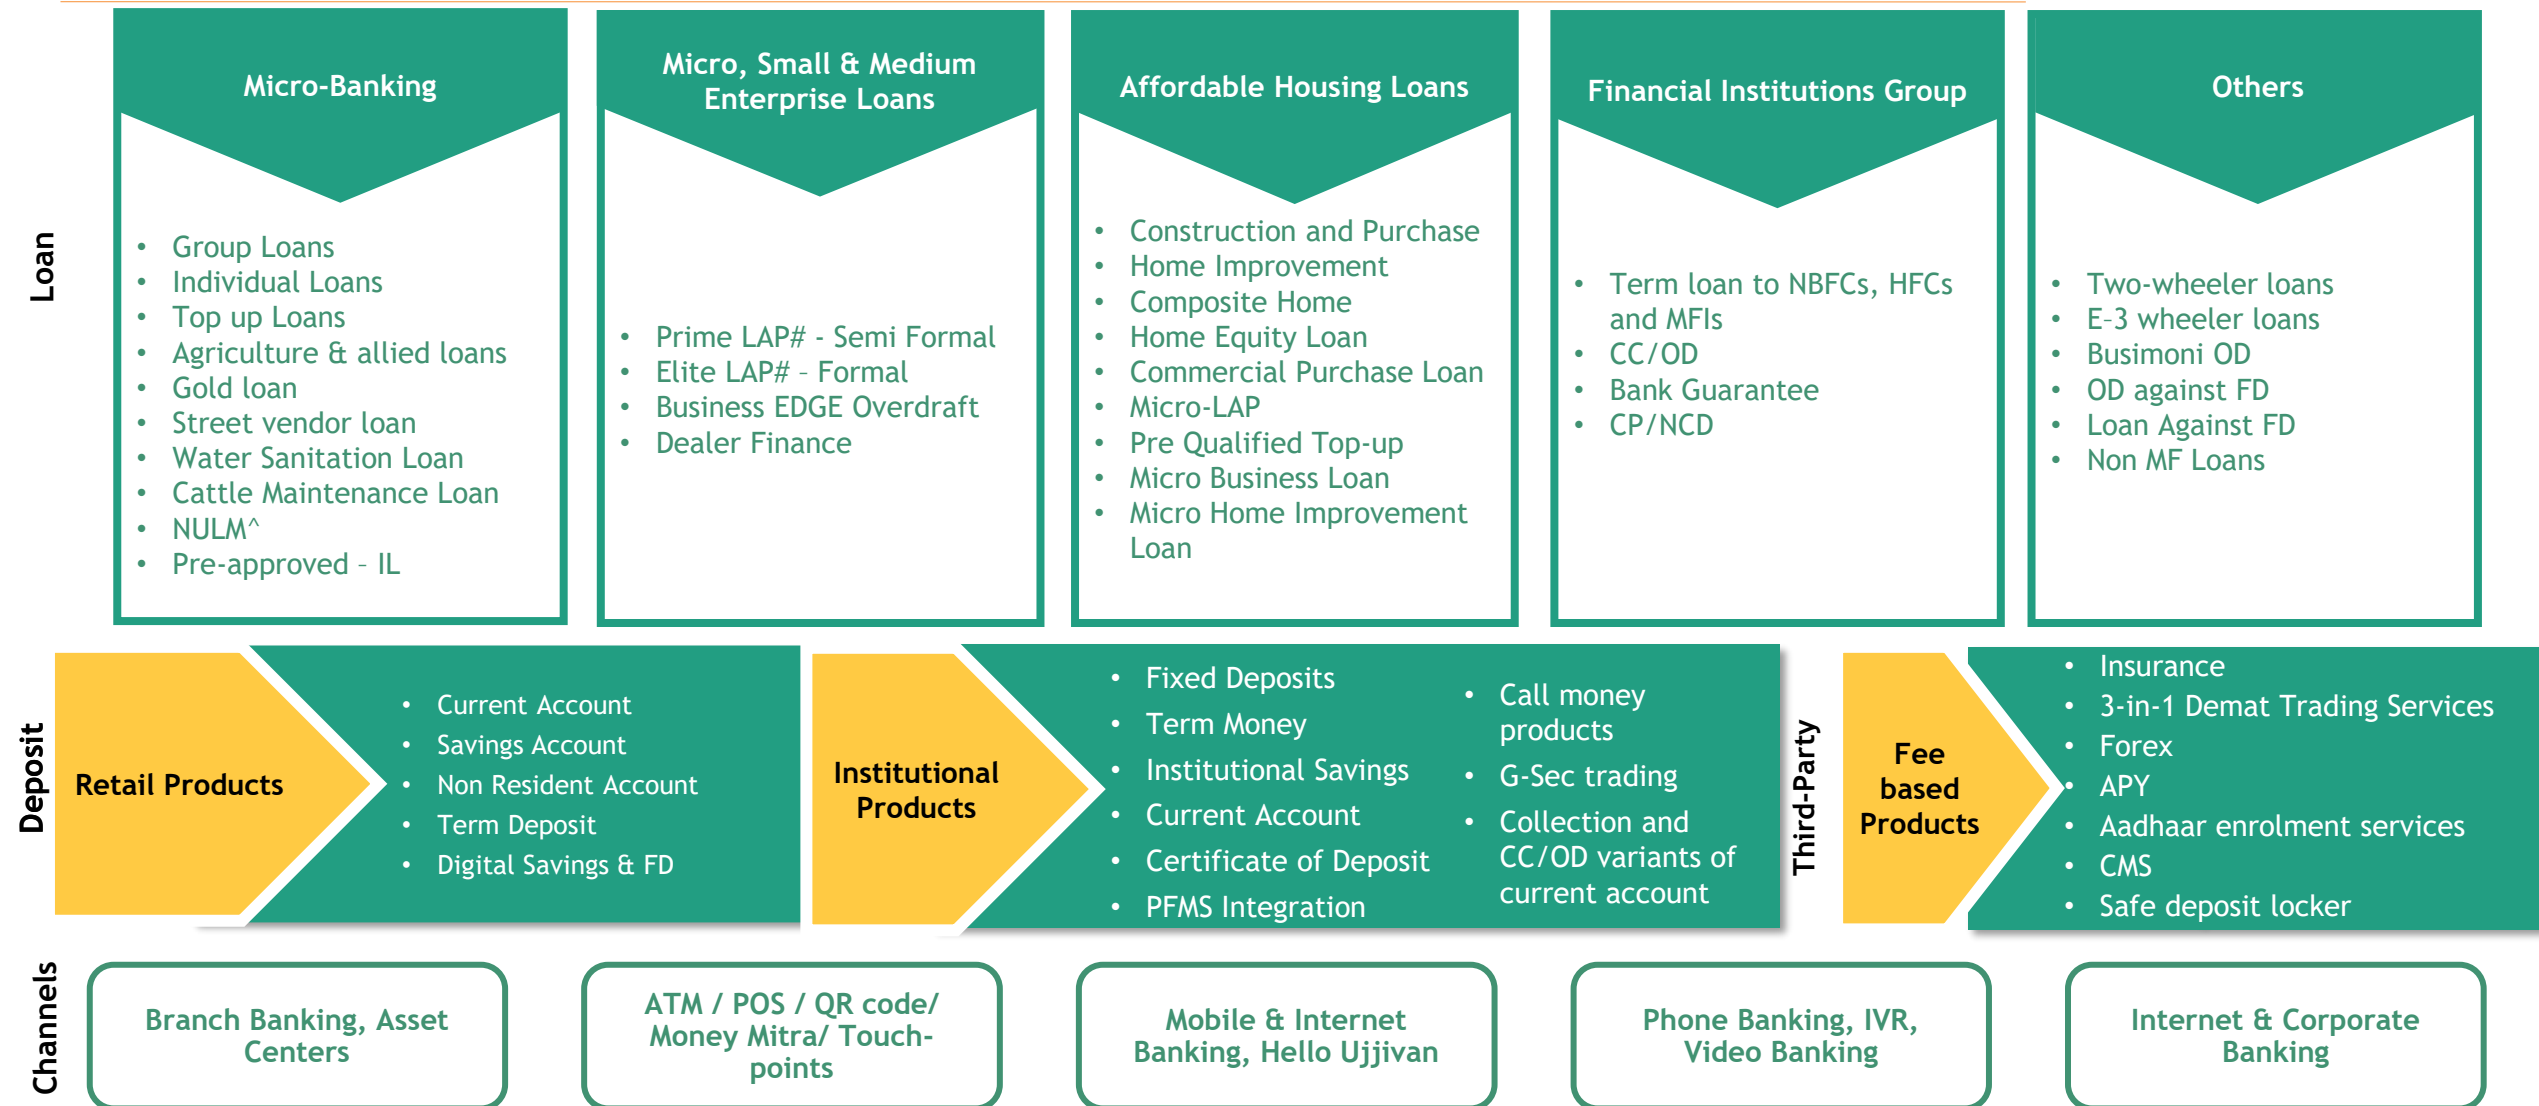 Loan
Micro-Banking
• Group Loans
• Individual Loans
• Top up Loans
• Agriculture & allied loans
• Gold loan
• Street vendor loan
• Water Sanitation Loan
• Cattle Maintenance Loan
• NULM^
• Pre-approved – IL
Micro, Small & Medium
Enterprise Loans
• Prime LAP# - Semi Formal
• Elite LAP# – Formal
• Business EDGE Overdraft
• Dealer Finance
Affordable Housing Loans
• Construction and Purchase
• Home Improvement
• Composite Home
• Home Equity Loan
• Commercial Purchase Loan
• Micro-LAP
• Pre Qualified Top-up
• Micro Business Loan
• Micro Home Improvement
Loan
Financial Institutions Group
• Term loan to NBFCs, HFCs
and MFIs
• CC/OD
• Bank Guarantee
• CP/NCD
Others
• Two-wheeler loans
• E-3 wheeler loans
• Busimoni OD
• OD against FD
• Loan Against FD
• Non MF Loans
Deposit
Retail Products
• Current Account
• Savings Account
• Non Resident Account
• Term Deposit
• Digital Savings & FD
Institutional
Products
• Fixed Deposits
• Term Money
• Institutional Savings
• Current Account
• Certificate of Deposit
• PFMS Integration
• Call money
products
• G-Sec trading
• Collection and
CC/OD variants of
current account
Third-Party
Fee
based
Products
• Insurance
• 3-in-1 Demat Trading Services
• Forex
• APY
• Aadhaar enrolment services
• CMS
• Safe deposit locker
Channels
Branch Banking, Asset
Centers
ATM / POS / QR code/
Money Mitra/ Touch-
points
Mobile & Internet
Banking, Hello Ujjivan
Phone Banking, IVR,
Video Banking
Internet & Corporate
Banking